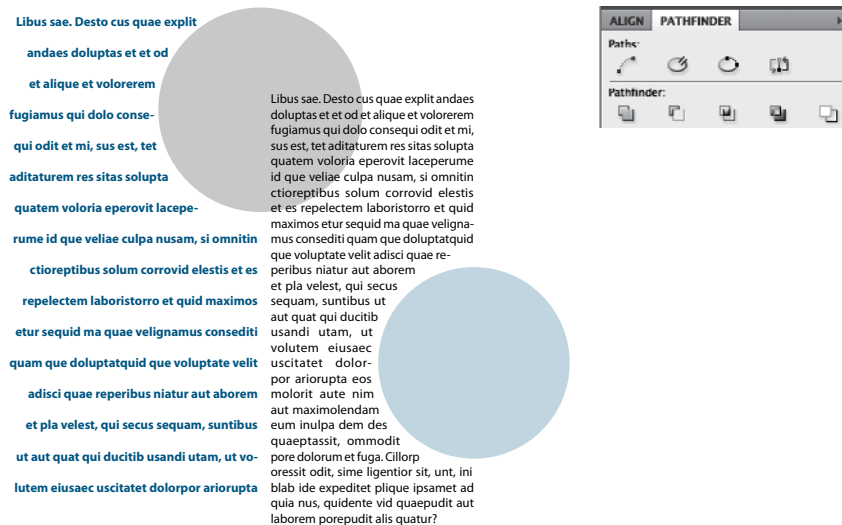 Libus sae. Desto cus quae explit
andaes doluptas et et od
et alique et volorerem
fugiamus qui dolo conse-
qui odit et mi, sus est, tet
aditaturem res sitas solupta
quatem voloria eperovit lacepe-
rume id que veliae culpa nusam, si omnitin
ctioreptibus solum corrovid elestis et es
repelectem laboristorro et quid maximos
etur sequid ma quae velignamus consediti
quam que doluptatquid que voluptate velit
adisci quae reperibus niatur aut aborem
et pla velest, qui secus sequam, suntibus
ut aut quat qui ducitib usandi utam, ut vo-
lutem eiusaec uscitatet dolorpor ariorupta
Libus sae. Desto cus quae explit andaes
doluptas et et od et alique et volorerem
fugiamus qui dolo consequi odit et mi,
sus est, tet aditaturem res sitas solupta
quatem voloria eperovit laceperume
id que veliae culpa nusam, si omnitin
ctioreptibus solum corrovid elestis
et es repelectem laboristorro et quid
maximos etur sequid ma quae veligna-
mus consediti quam que doluptatquid
que voluptate velit adisci quae re-
peribus niatur aut aborem
et pla velest, qui secus
sequam, suntibus ut
aut quat qui ducitib
usandi utam, ut
volutem eiusaec
uscitatet dolor-
por ariorupta eos
molorit aute nim
aut maximolendam
eum inulpa dem des
quaeptassit, ommodit
pore dolorum et fuga. Cillorp
oressit odit, sime ligentior sit, unt, ini
blab ide expeditet plique ipsamet ad
quia nus, quidente vid quaepudit aut
laborem porepudit alis quatur?
ALIGN PATHFINDER
Paths:
Pathfinder: